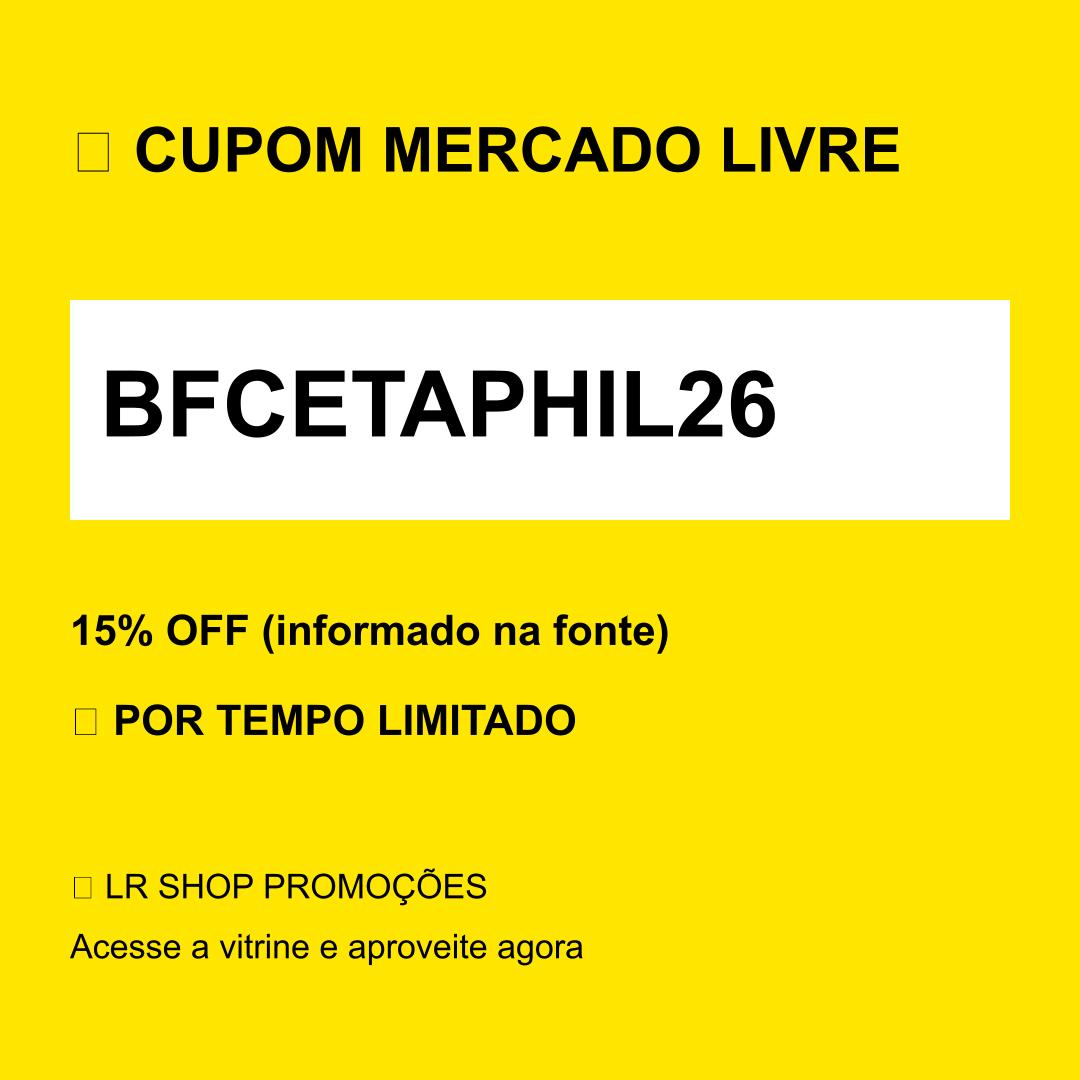 CUPOM MERCADO LIVRE
BFCETAPHIL26
15% OFF (informado na fonte)
POR TEMPO LIMITADO
LR SHOP PROMOÇÕES
Acesse a vitrine e aproveite agora